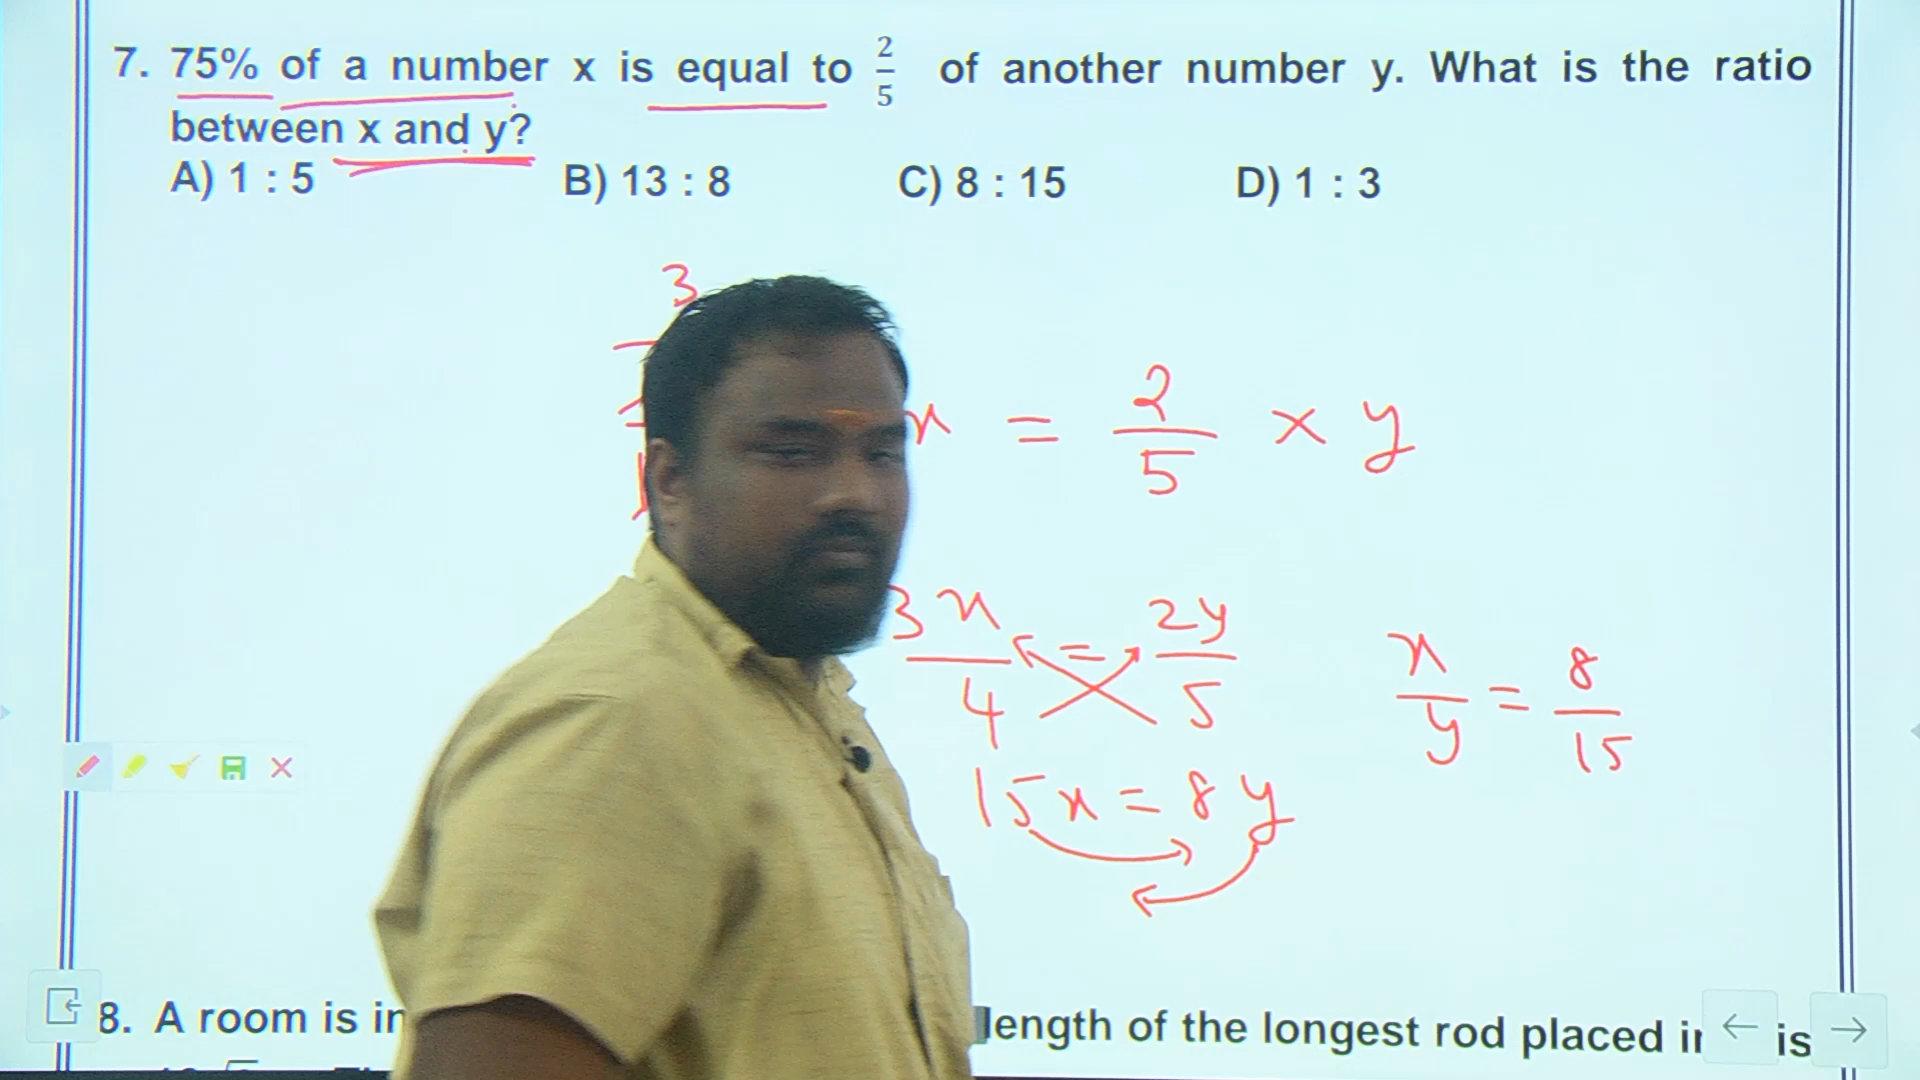 7. 75% of a number x is equal to 2/5 of another number y. What is the ratio
between x and y?
A) 1 : 5 B) 13 : 8 C) 8 : 15 D) 1 : 3
3
x = 2/5 × y
3x/4 = 2y/5
x/y = 8/15
15x = 8y
8. A room is in length of the longest rod placed in is